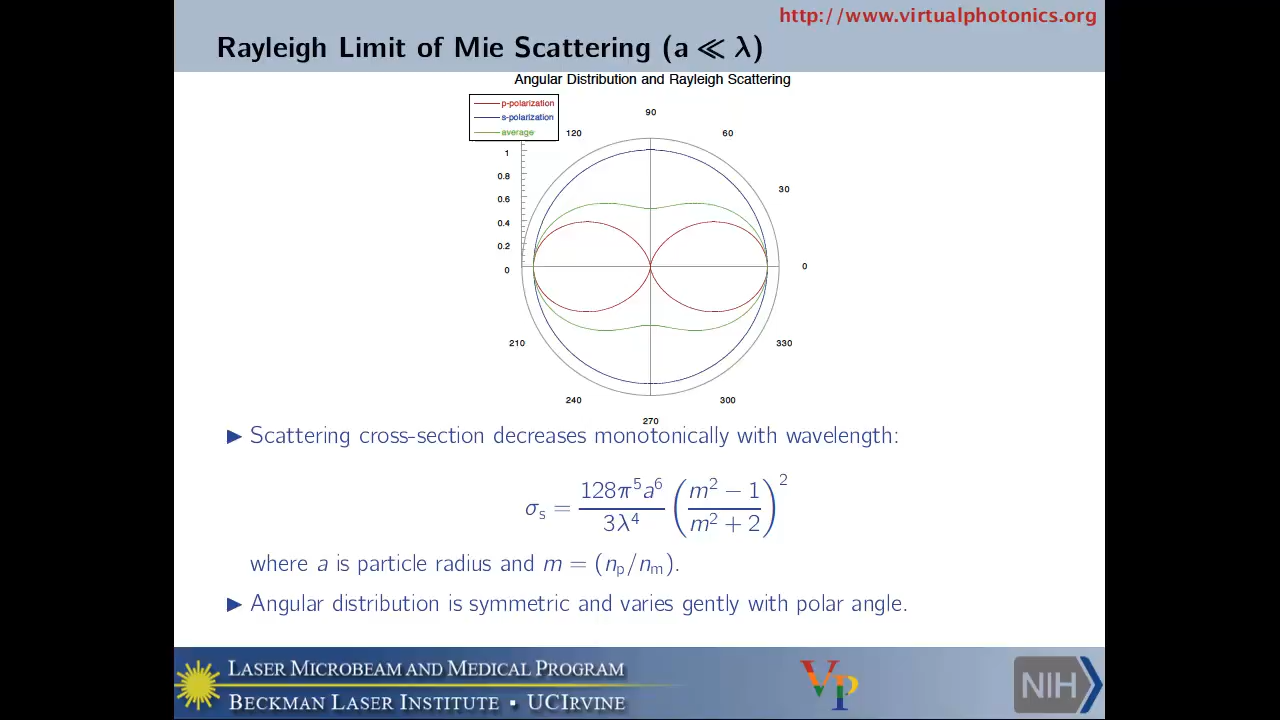 http://www.virtualphotonics.org
Rayleigh Limit of Mie Scattering (a ≪ λ)
Angular Distribution and Rayleigh Scattering
p-polarization
s-polarization
average
90
120
60
30
0
330
300
270
240
210
1
0.8
0.6
0.4
0.2
0
▶ Scattering cross-section decreases monotonically with wavelength:
σs = 128π⁵a⁶ / 3λ⁴ (m² − 1 / m² + 2)²
where a is particle radius and m = (np/nm).
▶ Angular distribution is symmetric and varies gently with polar angle.
LASER MICROBEAM AND MEDICAL PROGRAM
BECKMAN LASER INSTITUTE ▪ UCIRVINE
VP
NIH